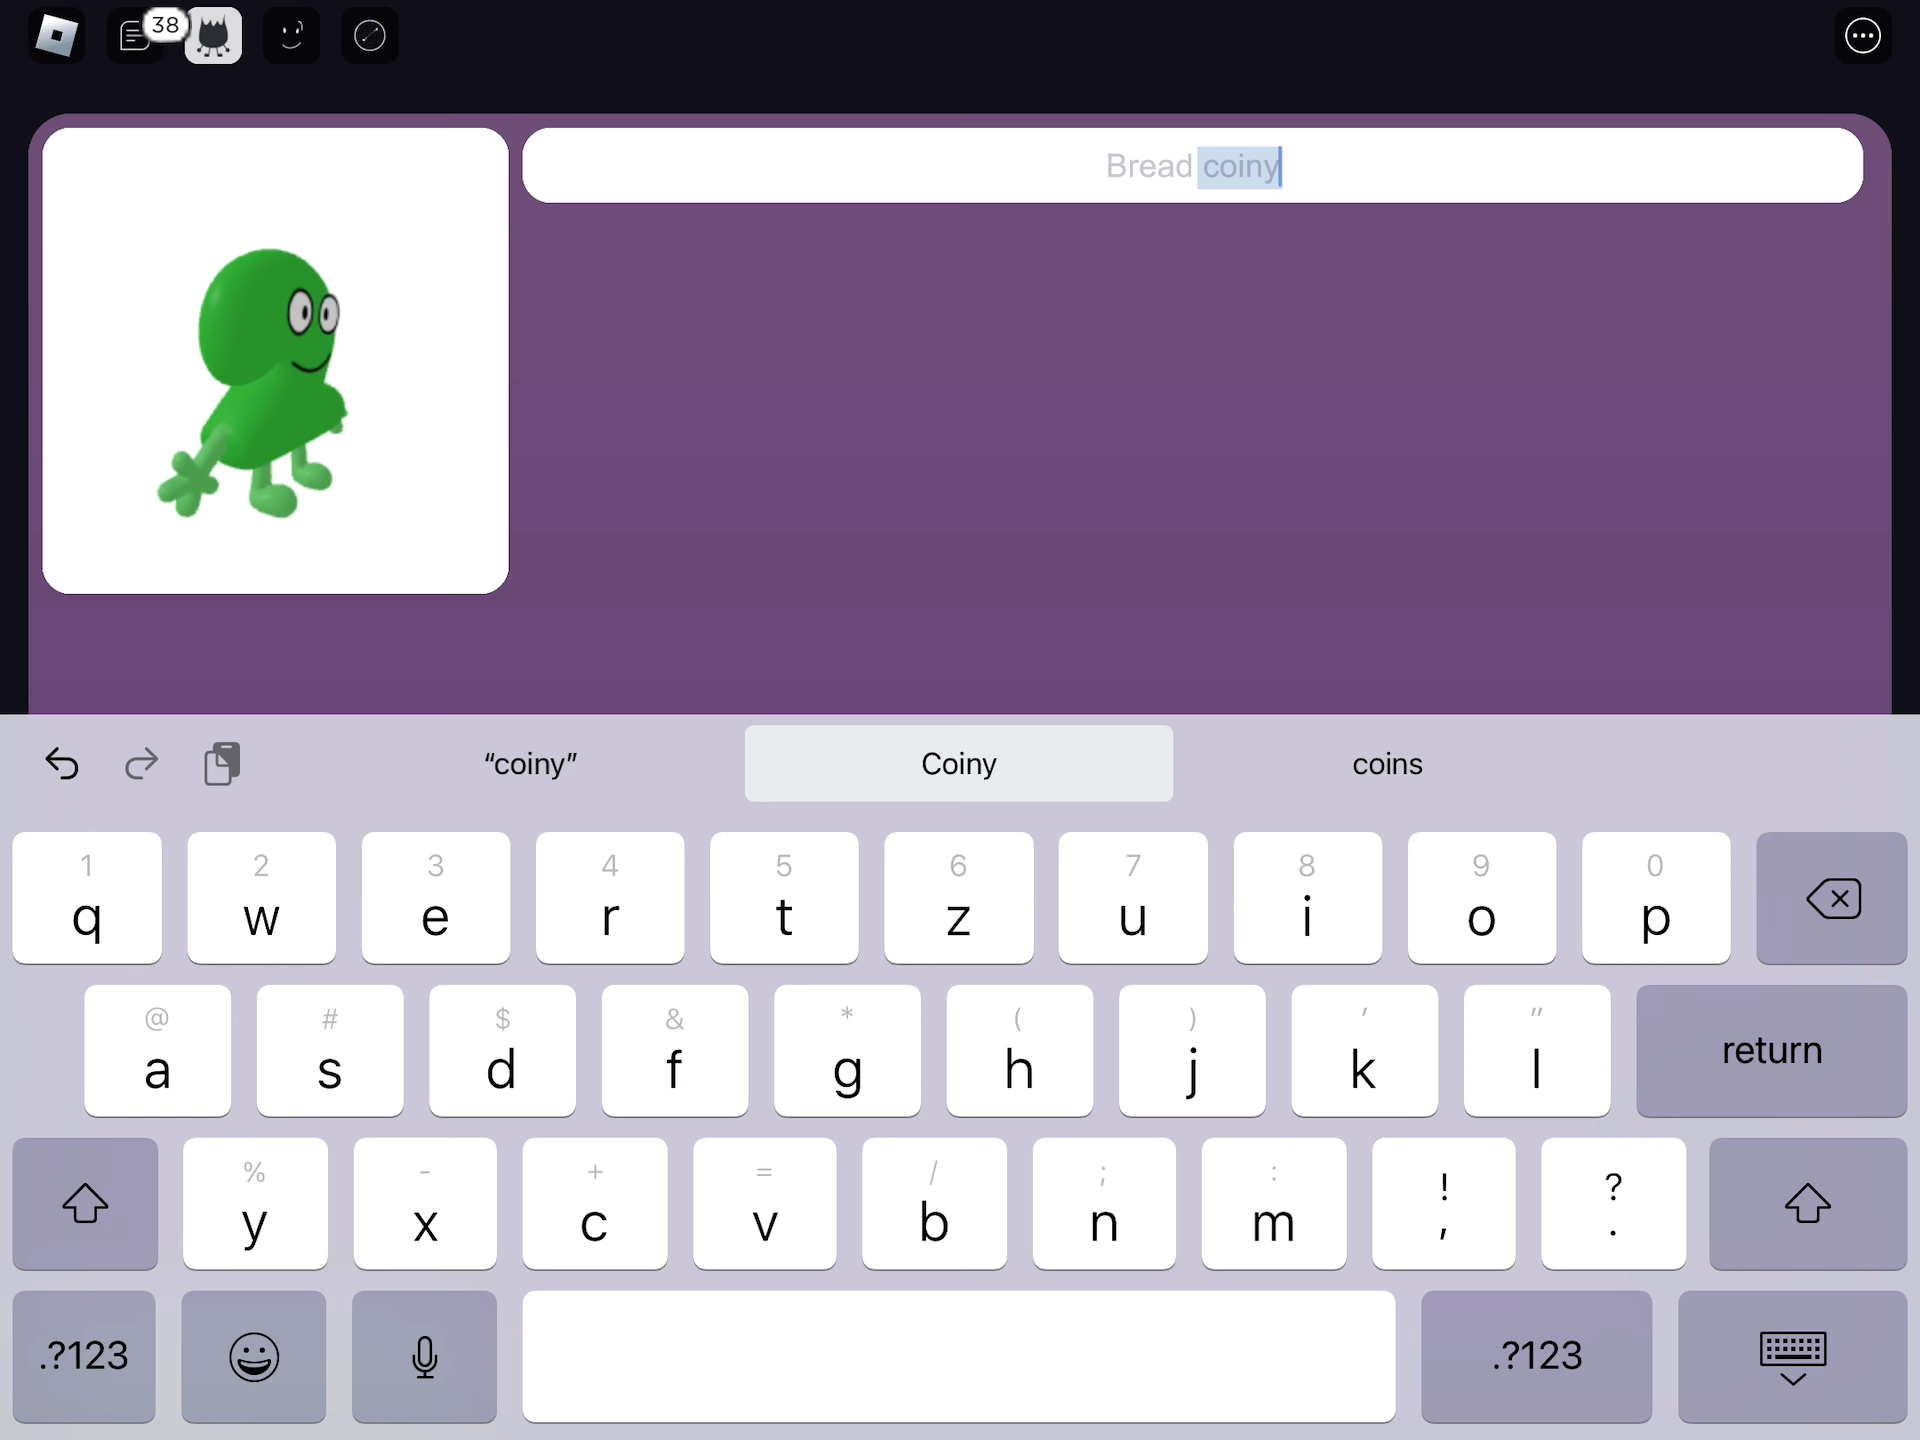 38
Bread coiny
“coiny” Coiny coins
1 2 3 4 5 6 7 8 9 0
q w e r t z u i o p
@ # $ & * ( ) ' "
a s d f g h j k l return
% - + = / ; : ! ?
y x c v b n m , .
.?123 .?123